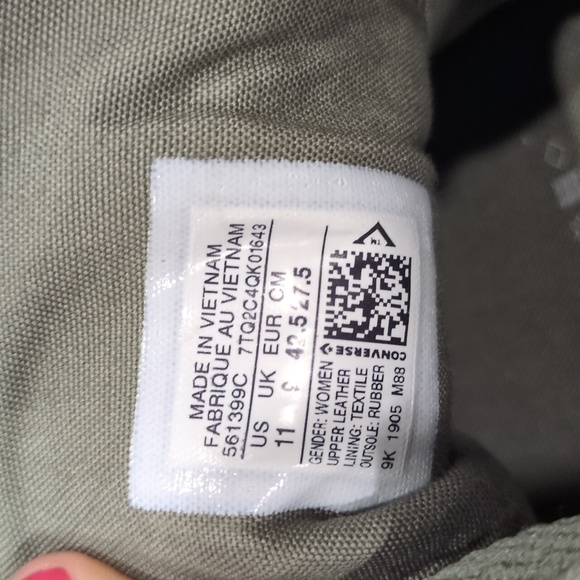 MADE IN VIETNAM
FABRIQUE AU VIETNAM
561399C 7TQ2C4QK01643
US UK EUR CM
11 9 42.5 27.5
GENDER: WOMEN
UPPER LEATHER
LINING: TEXTILE
OUTSOLE: RUBBER
9K 1905 M88
CONVERSE
TM